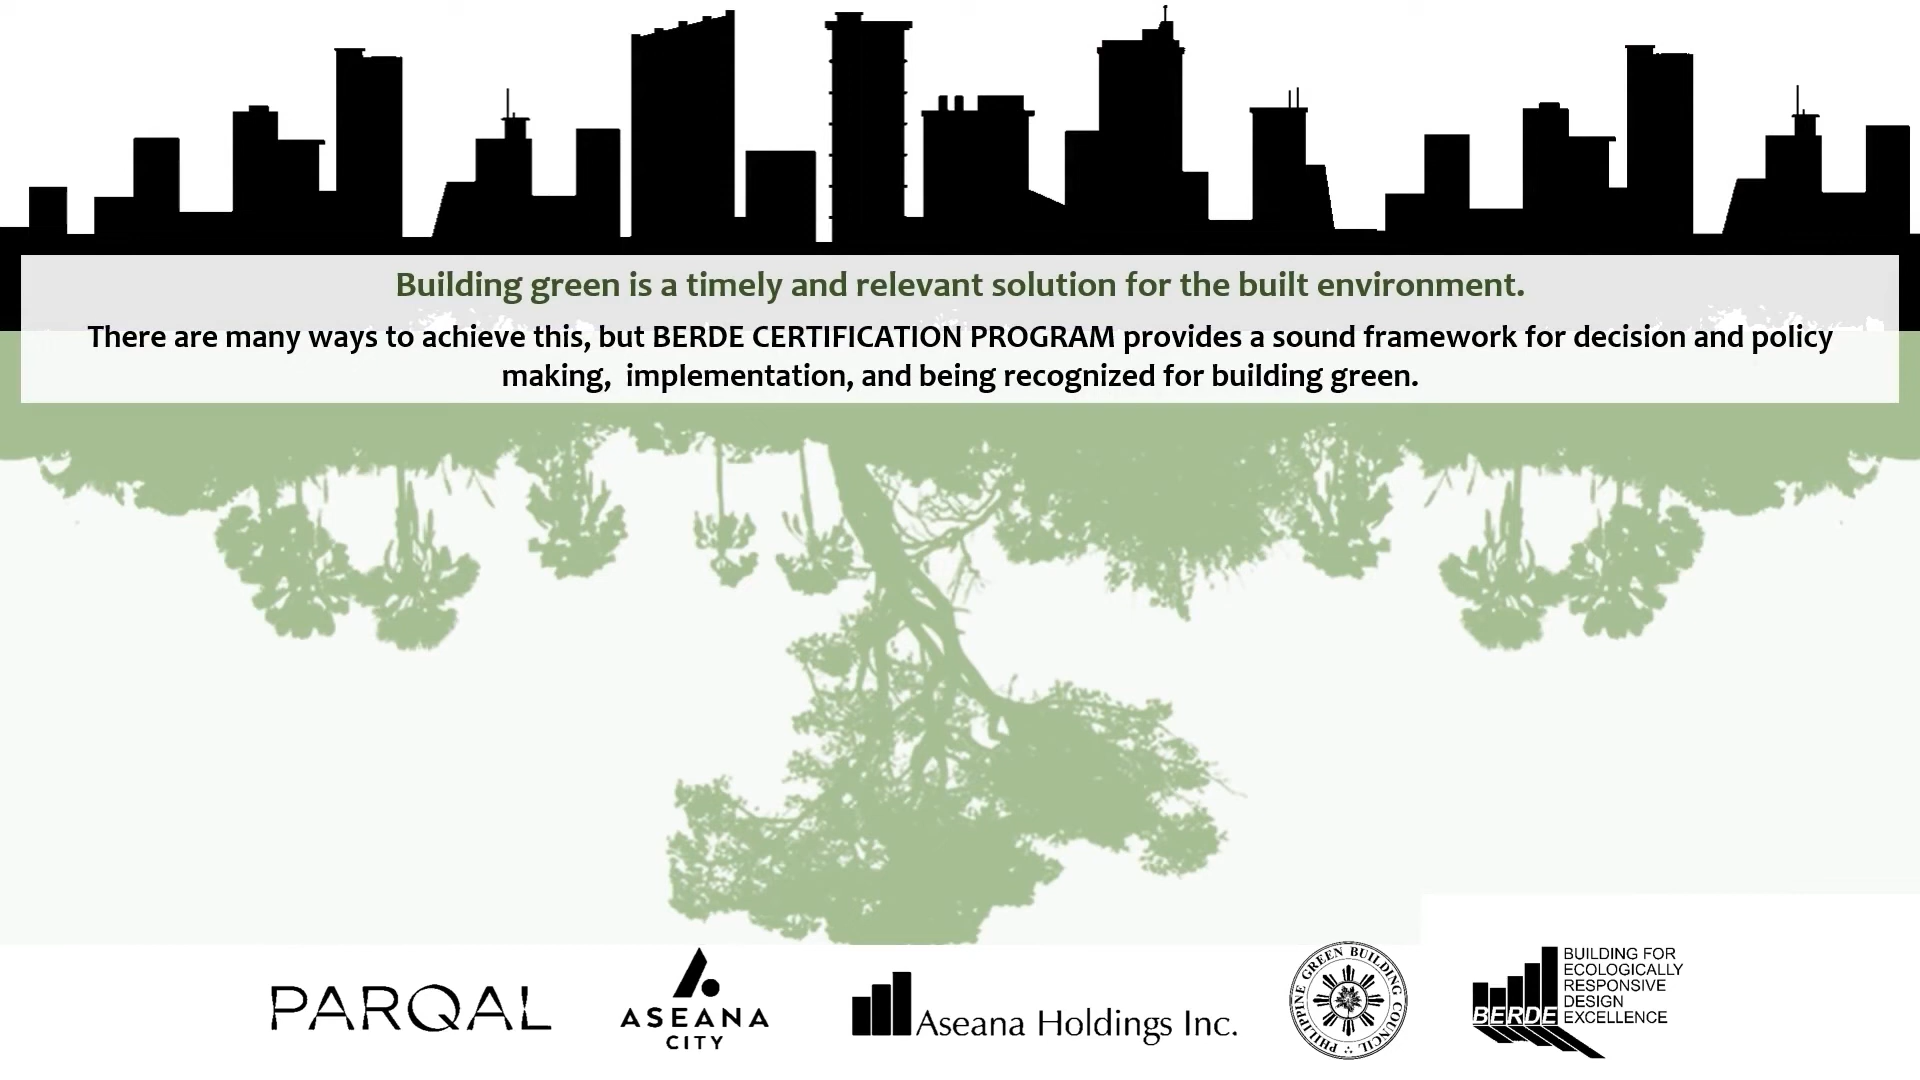 Building green is a timely and relevant solution for the built environment.
There are many ways to achieve this, but BERDE CERTIFICATION PROGRAM provides a sound framework for decision and policy
making, implementation, and being recognized for building green.
PARQAL
ASEANA
CITY
Aseana Holdings Inc.
PHILIPPINE GREEN BUILDING COUNCIL
BERDE
BUILDING FOR
ECOLOGICALLY
RESPONSIVE
DESIGN
EXCELLENCE